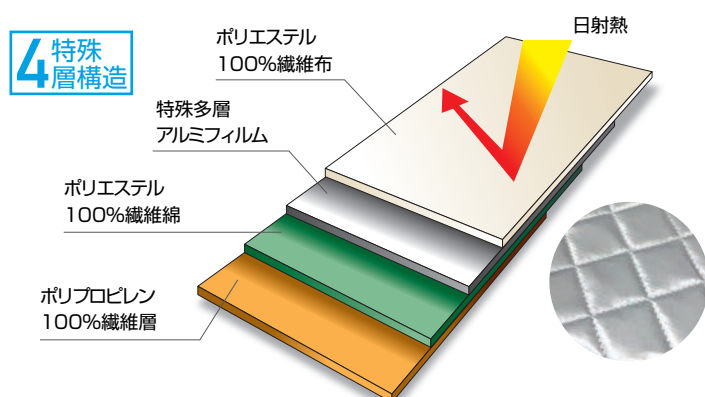 4特殊層構造
日射熱
ポリエステル
100%繊維布
特殊多層
アルミフィルム
ポリエステル
100%繊維綿
ポリプロピレン
100%繊維層